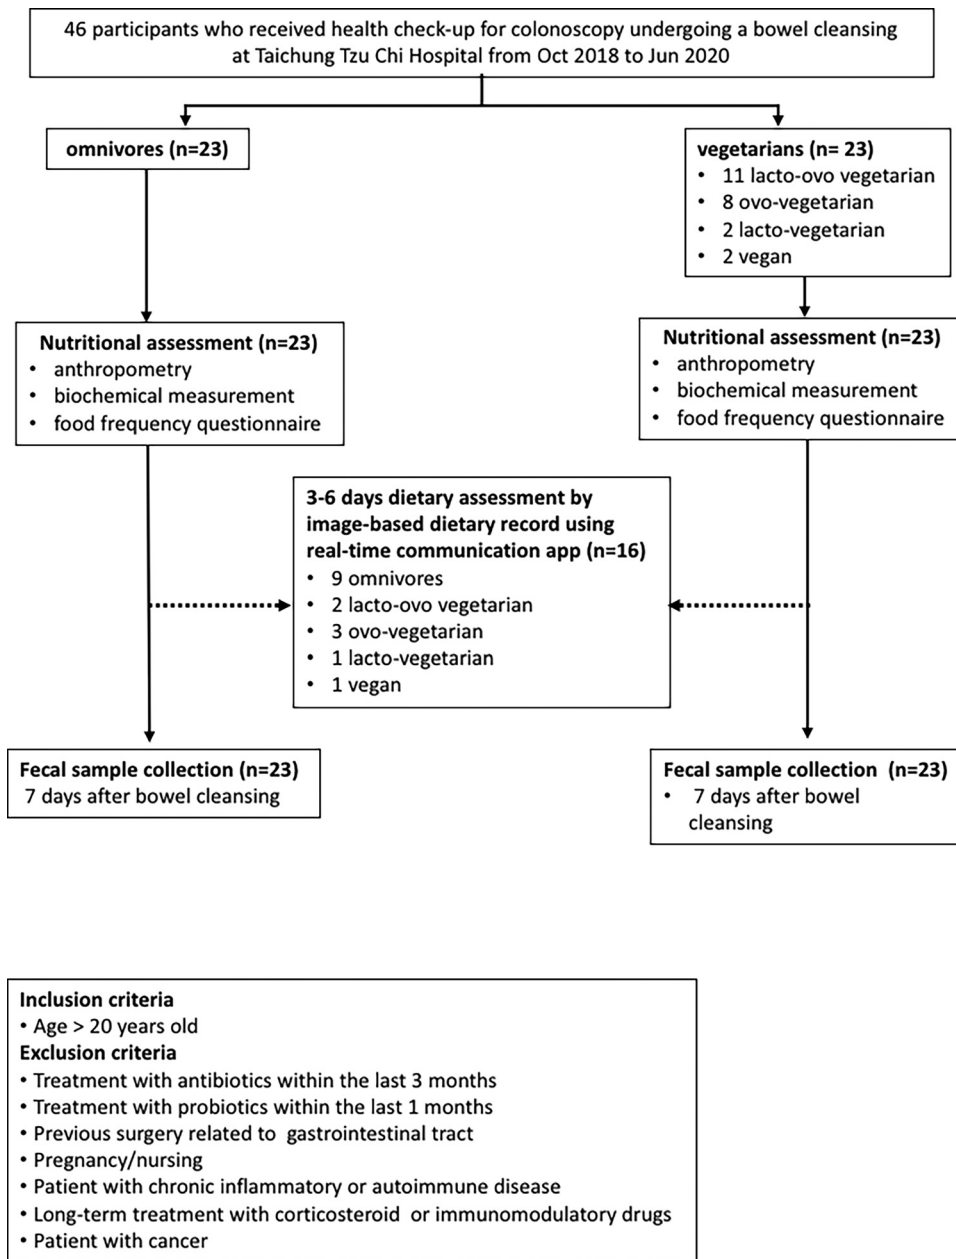 46 participants who received health check-up for colonoscopy undergoing a bowel cleansing
at Taichung Tzu Chi Hospital from Oct 2018 to Jun 2020
omnivores (n=23)
vegetarians (n= 23)
• 11 lacto-ovo vegetarian
• 8 ovo-vegetarian
• 2 lacto-vegetarian
• 2 vegan
Nutritional assessment (n=23)
• anthropometry
• biochemical measurement
• food frequency questionnaire
Nutritional assessment (n=23)
• anthropometry
• biochemical measurement
• food frequency questionnaire
3-6 days dietary assessment by
image-based dietary record using
real-time communication app (n=16)
• 9 omnivores
• 2 lacto-ovo vegetarian
• 3 ovo-vegetarian
• 1 lacto-vegetarian
• 1 vegan
Fecal sample collection (n=23)
7 days after bowel cleansing
Fecal sample collection (n=23)
• 7 days after bowel
cleansing
Inclusion criteria
• Age > 20 years old
Exclusion criteria
• Treatment with antibiotics within the last 3 months
• Treatment with probiotics within the last 1 months
• Previous surgery related to gastrointestinal tract
• Pregnancy/nursing
• Patient with chronic inflammatory or autoimmune disease
• Long-term treatment with corticosteroid or immunomodulatory drugs
• Patient with cancer